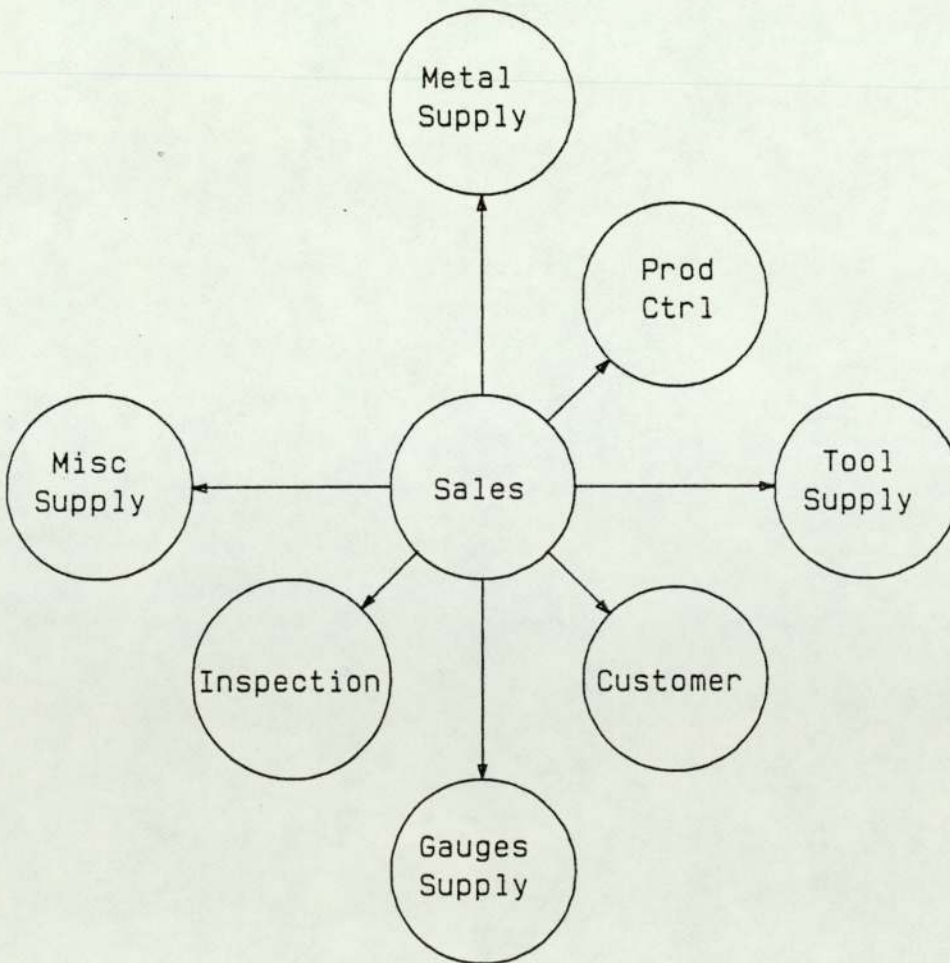 Metal
Supply
Prod
Ctrl
Misc
Supply
Sales
Tool
Supply
Inspection
Customer
Gauges
Supply